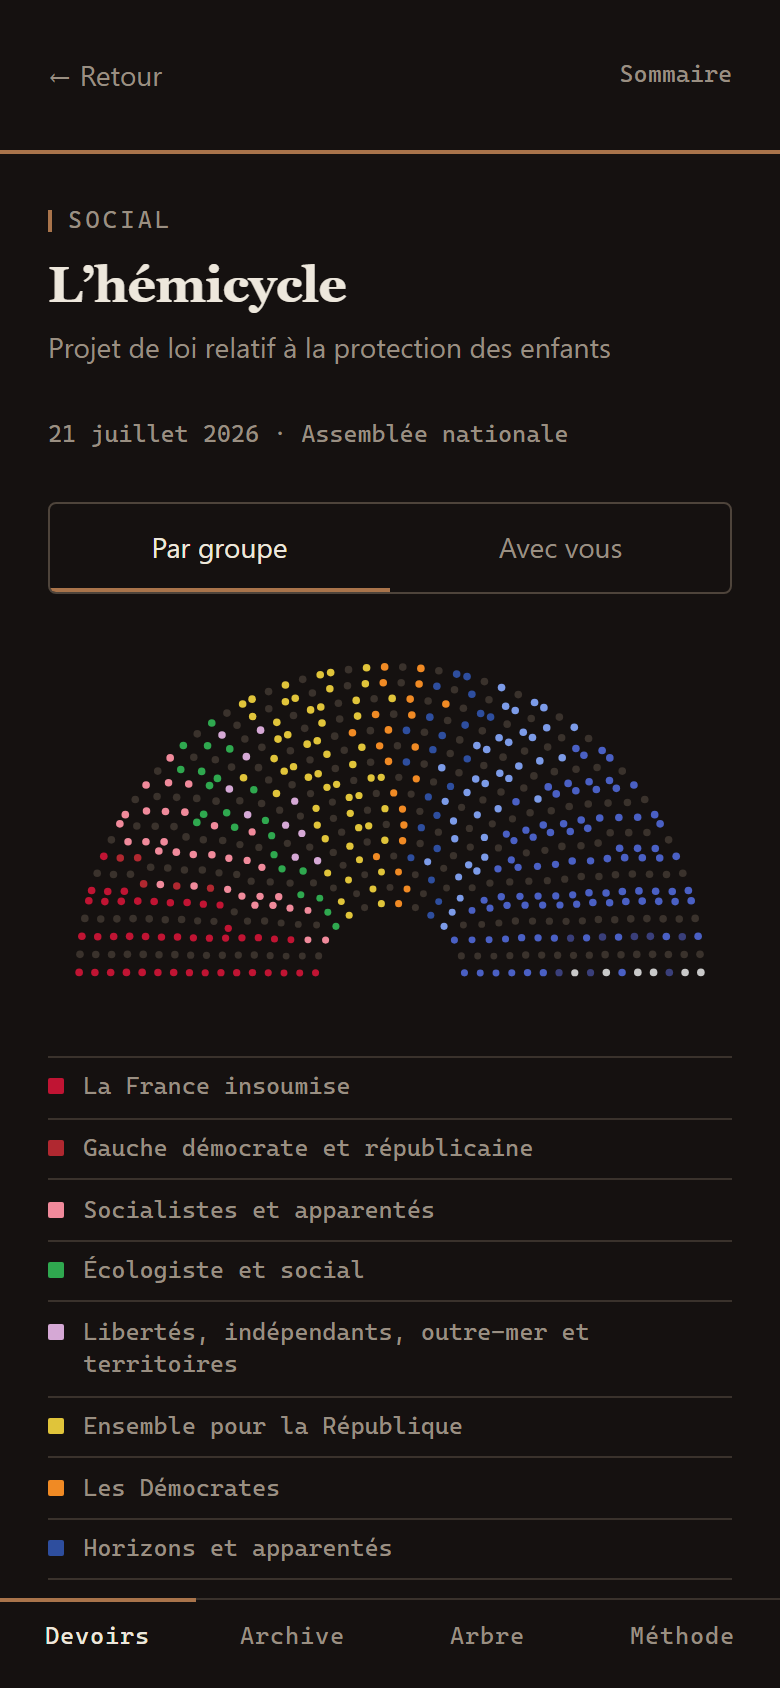 ← Retour
Sommaire
SOCIAL
L’hémicycle
Projet de loi relatif à la protection des enfants
21 juillet 2026 · Assemblée nationale
Par groupe
Avec vous
La France insoumise
Gauche démocrate et républicaine
Socialistes et apparentés
Écologiste et social
Libertés, indépendants, outre-mer et
territoires
Ensemble pour la République
Les Démocrates
Horizons et apparentés
Devoirs
Archive
Arbre
Méthode